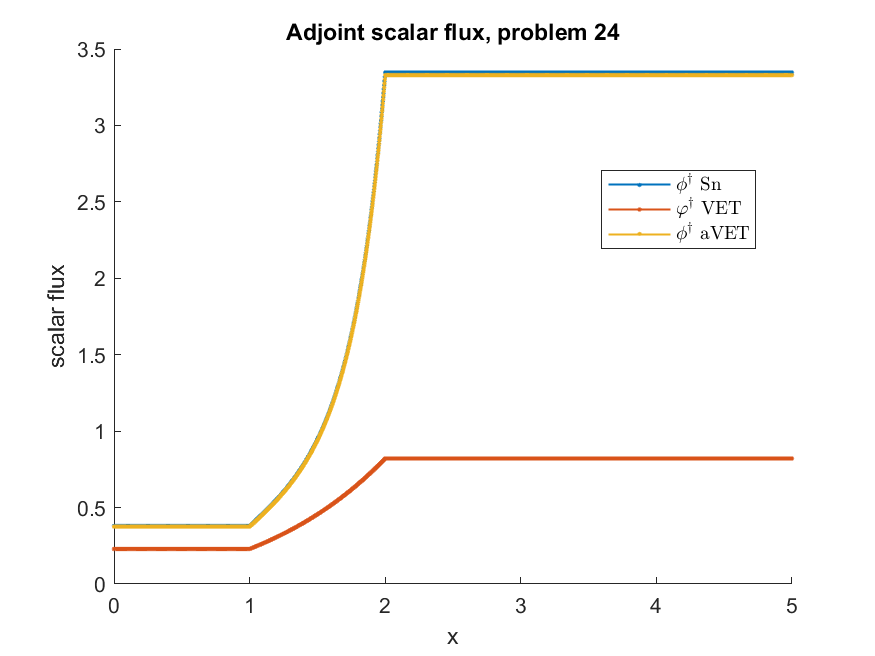 Adjoint scalar flux, problem 24
3.5
3
2.5
2
1.5
1
0.5
0
scalar flux
ϕ† Sn
φ† VET
ϕ† aVET
0 1 2 3 4 5
x